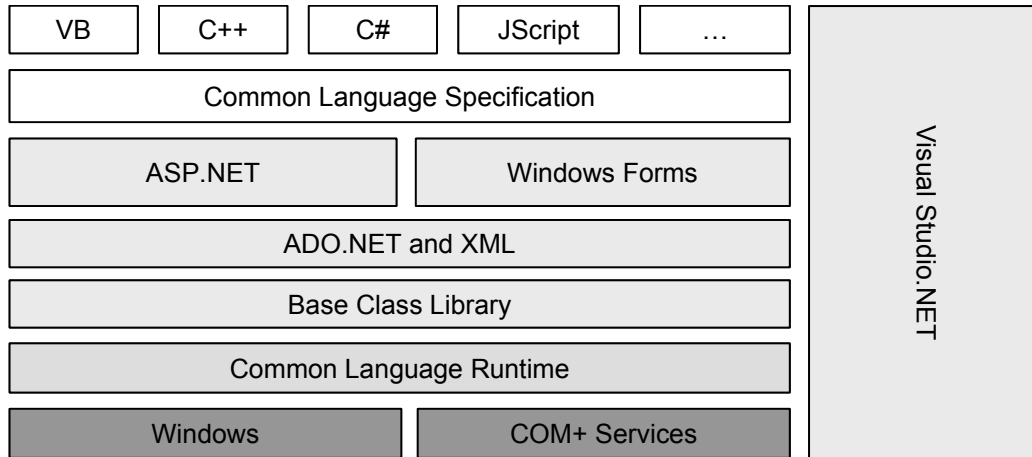 VB
C++
C#
JScript
…
Common Language Specification
ASP.NET
Windows Forms
ADO.NET and XML
Base Class Library
Common Language Runtime
Windows
COM+ Services
Visual Studio.NET